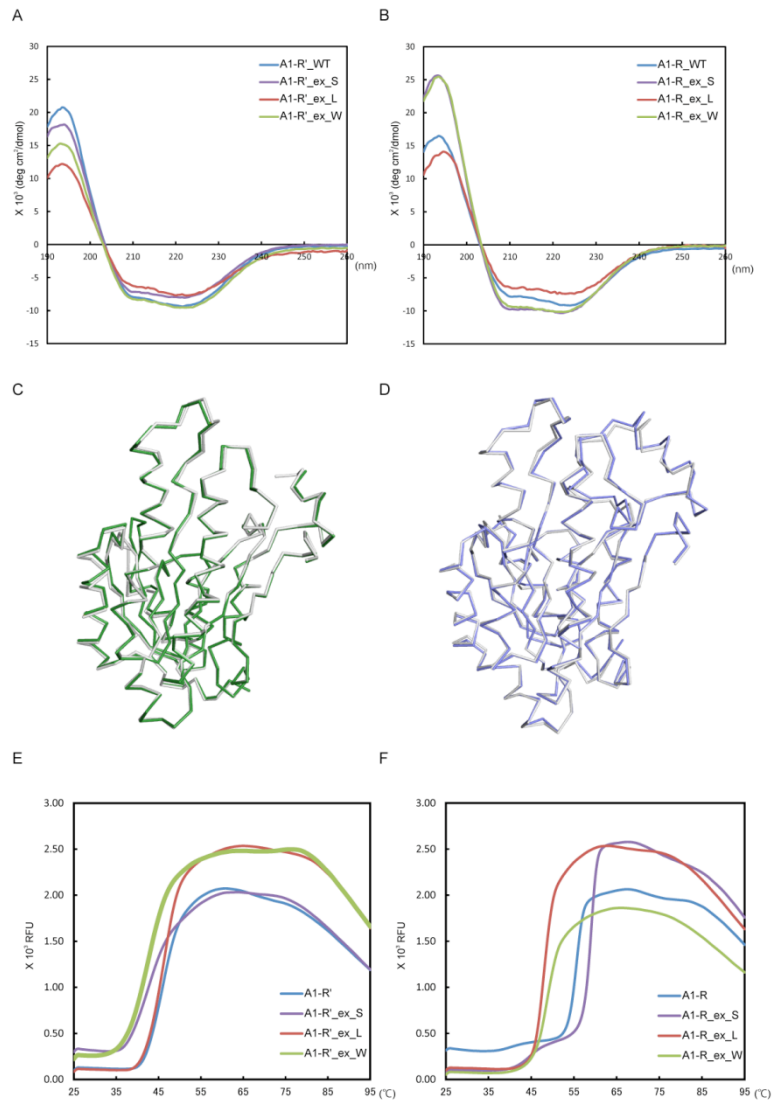 A
B
30
25
20
15
10
5
0
-5
-10
-15
X 10³ (deg cm²/dmol)
190
200
210
220
230
240
250
260
(nm)
A1-R'_WT
A1-R'_ex_S
A1-R'_ex_L
A1-R'_ex_W
30
25
20
15
10
5
0
-5
-10
-15
X 10³ (deg cm²/dmol)
190
200
210
220
230
240
250
260
(nm)
A1-R_WT
A1-R_ex_S
A1-R_ex_L
A1-R_ex_W
C
D
E
F
3.00
2.50
2.00
1.50
1.00
0.50
0.00
X 10³ RFU
25
35
45
55
65
75
85
95
(℃)
A1-R'
A1-R'_ex_S
A1-R'_ex_L
A1-R'_ex_W
3.00
2.50
2.00
1.50
1.00
0.50
0.00
X 10³ RFU
25
35
45
55
65
75
85
95
(℃)
A1-R
A1-R_ex_S
A1-R_ex_L
A1-R_ex_W